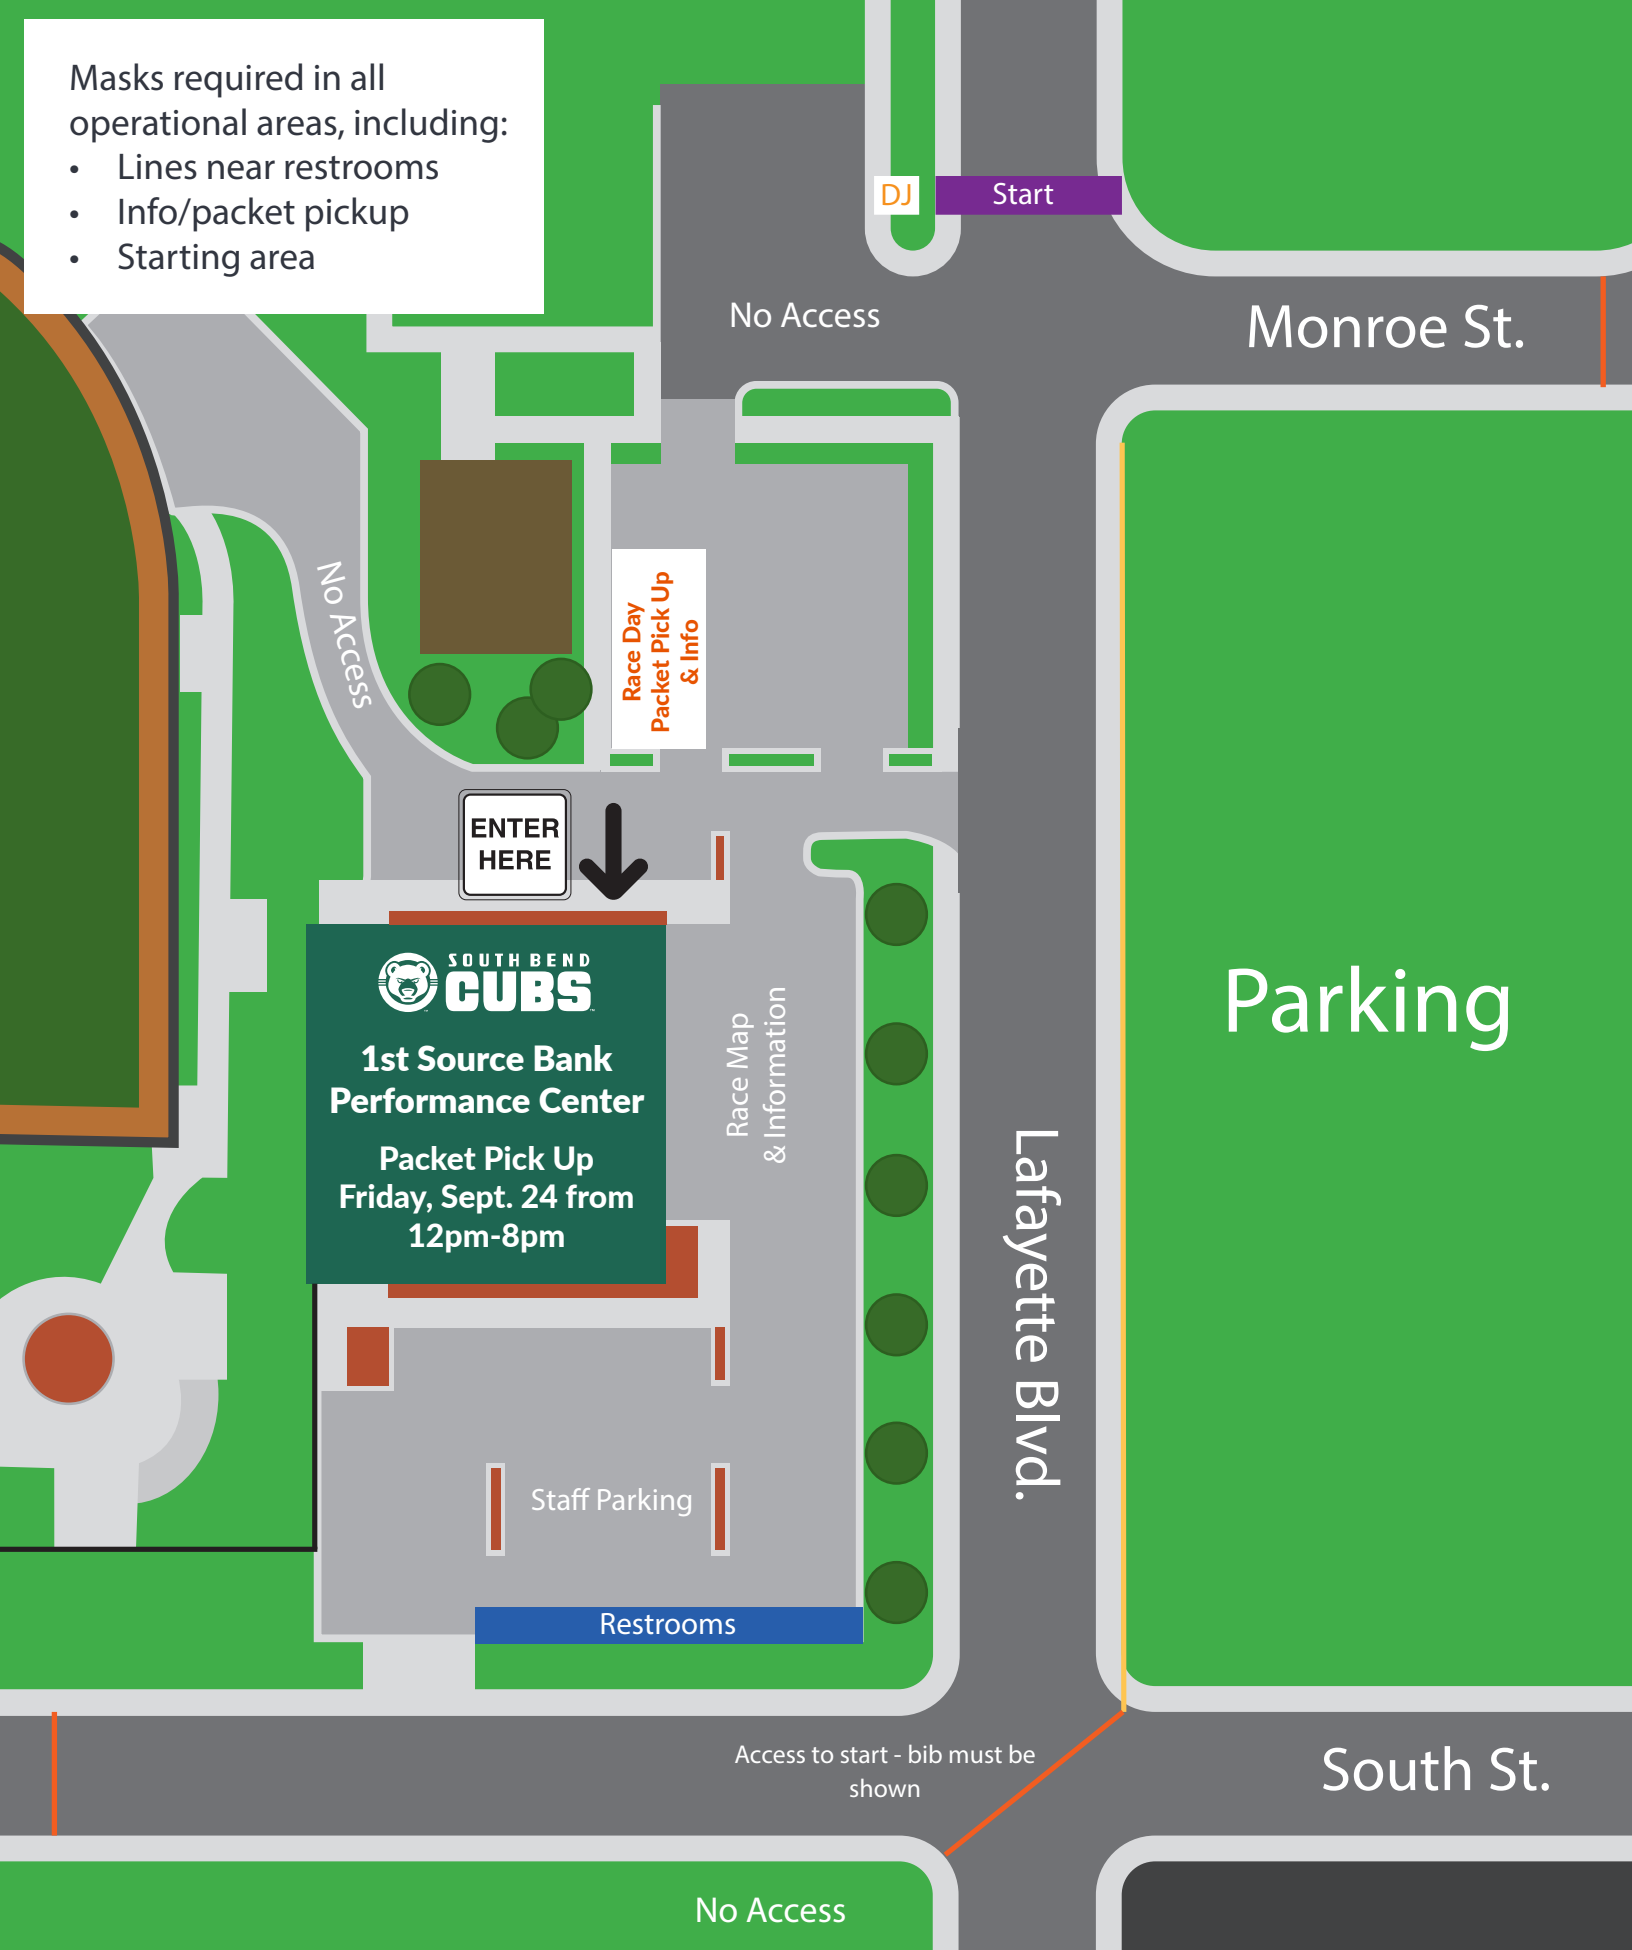 Masks required in all
operational areas, including:
• Lines near restrooms
• Info/packet pickup
• Starting area
DJ
Start
No Access
Monroe St.
No Access
Race Day
Packet Pick Up
& Info
ENTER
HERE
SOUTH BEND
CUBS
1st Source Bank
Performance Center
Packet Pick Up
Friday, Sept. 24 from
12pm-8pm
Race Map
& Information
Parking
Lafayette Blvd.
Staff Parking
Restrooms
Access to start - bib must be
shown
South St.
No Access